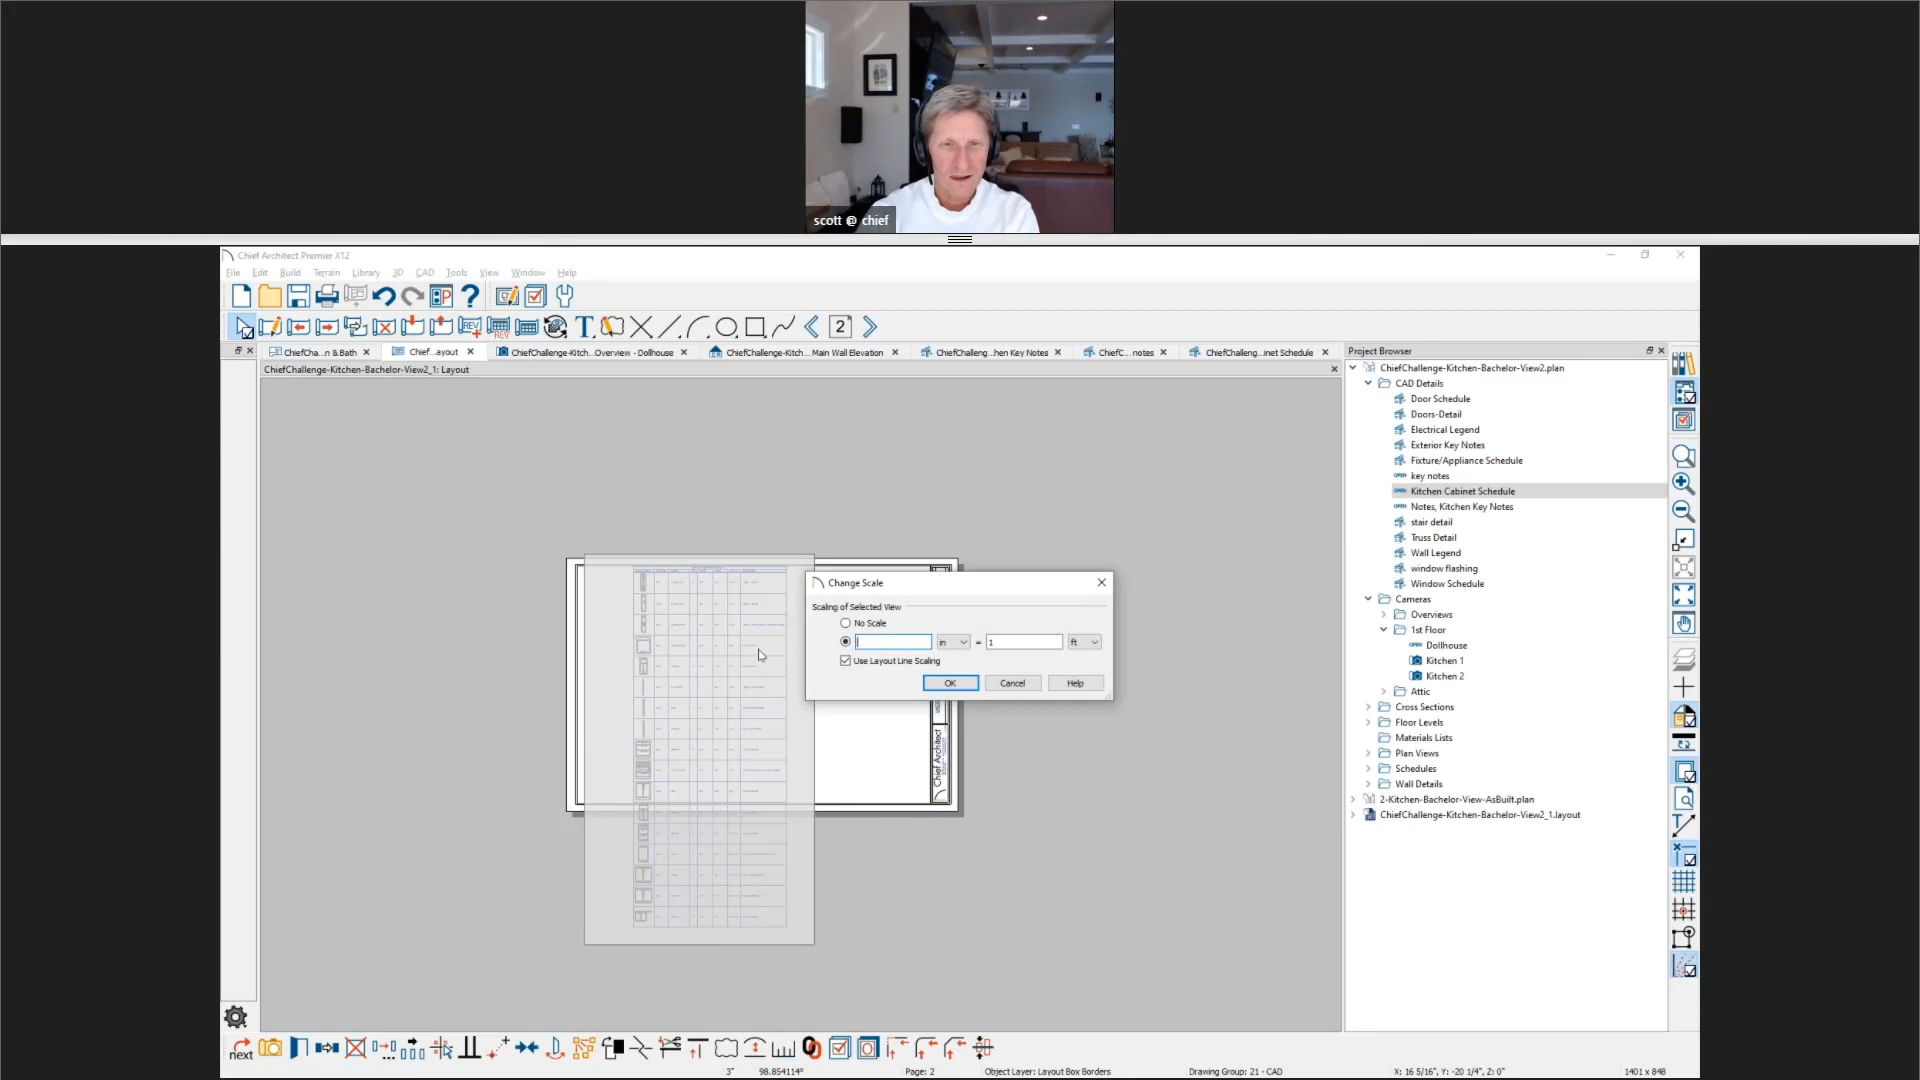 scott @ chief
Chief Architect Premier X12
File Edit Build Terrain Library 3D CAD Tools View Window Help
2
ChiefCha...n & Bath
Chief...ayout
ChiefChallenge-Kitch...Overview - Dollhouse
ChiefChallenge-Kitch... Main Wall Elevation
ChiefChalleng...hen Key Notes
ChiefC... notes
ChiefChalleng...inet Schedule
ChiefChallenge-Kitchen-Bachelor-View2_1: Layout
Project Browser
ChiefChallenge-Kitchen-Bachelor-View2.plan
CAD Details
Door Schedule
Doors-Detail
Electrical Legend
Exterior Key Notes
Fixture/Appliance Schedule
OPEN key notes
OPEN Kitchen Cabinet Schedule
OPEN Notes, Kitchen Key Notes
stair detail
Truss Detail
Wall Legend
window flashing
Window Schedule
Cameras
Overviews
1st Floor
OPEN Dollhouse
Kitchen 1
Kitchen 2
Attic
Cross Sections
Floor Levels
Materials Lists
Plan Views
Schedules
Wall Details
2-Kitchen-Bachelor-View-AsBuilt.plan
ChiefChallenge-Kitchen-Bachelor-View2_1.layout
Change Scale
Scaling of Selected View
No Scale
in = 1 ft
Use Layout Line Scaling
OK Cancel Help
Chief Architect
next
3" 98.854114° Page: 2 Object Layer: Layout Box Borders Drawing Group: 21 - CAD X: 16 5/16", Y: -20 1/4", Z: 0" 1401 x 848